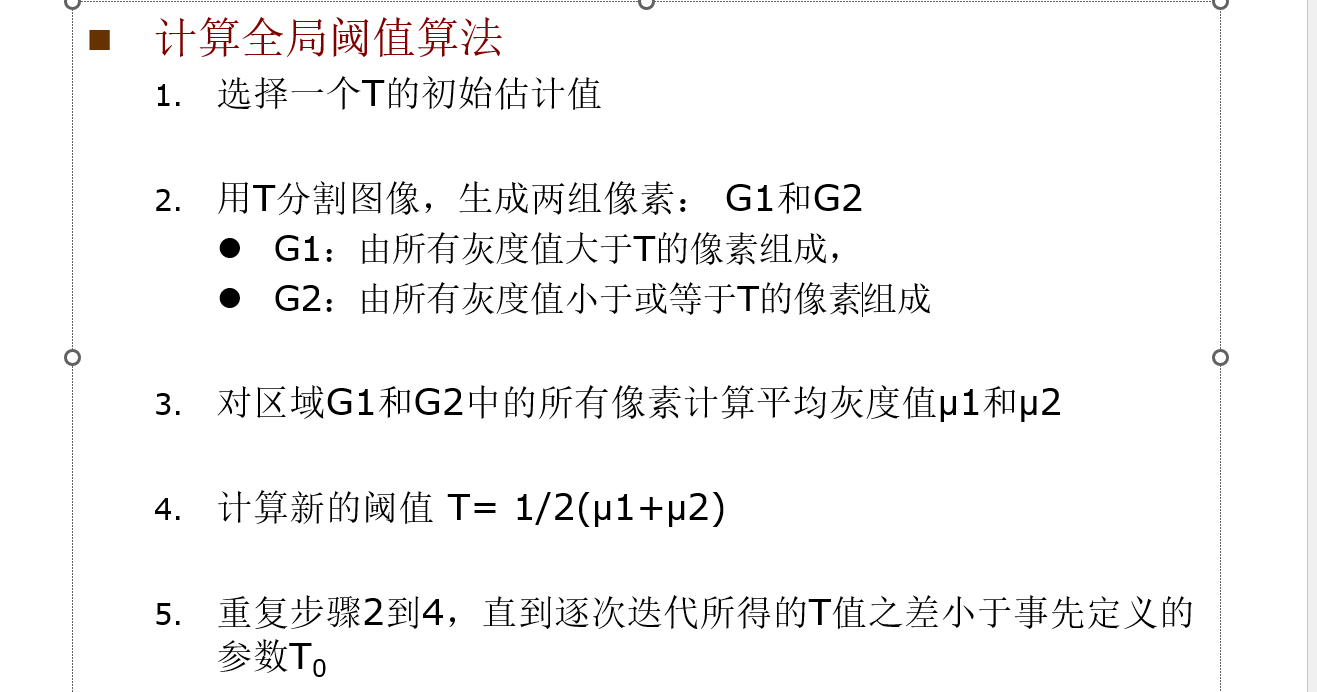 ■ 计算全局阈值算法
1. 选择一个T的初始估计值
2. 用T分割图像，生成两组像素： G1和G2
● G1：由所有灰度值大于T的像素组成，
● G2：由所有灰度值小于或等于T的像素组成
3. 对区域G1和G2中的所有像素计算平均灰度值μ1和μ2
4. 计算新的阈值 T= 1/2(μ1+μ2)
5. 重复步骤2到4，直到逐次迭代所得的T值之差小于事先定义的
参数T₀